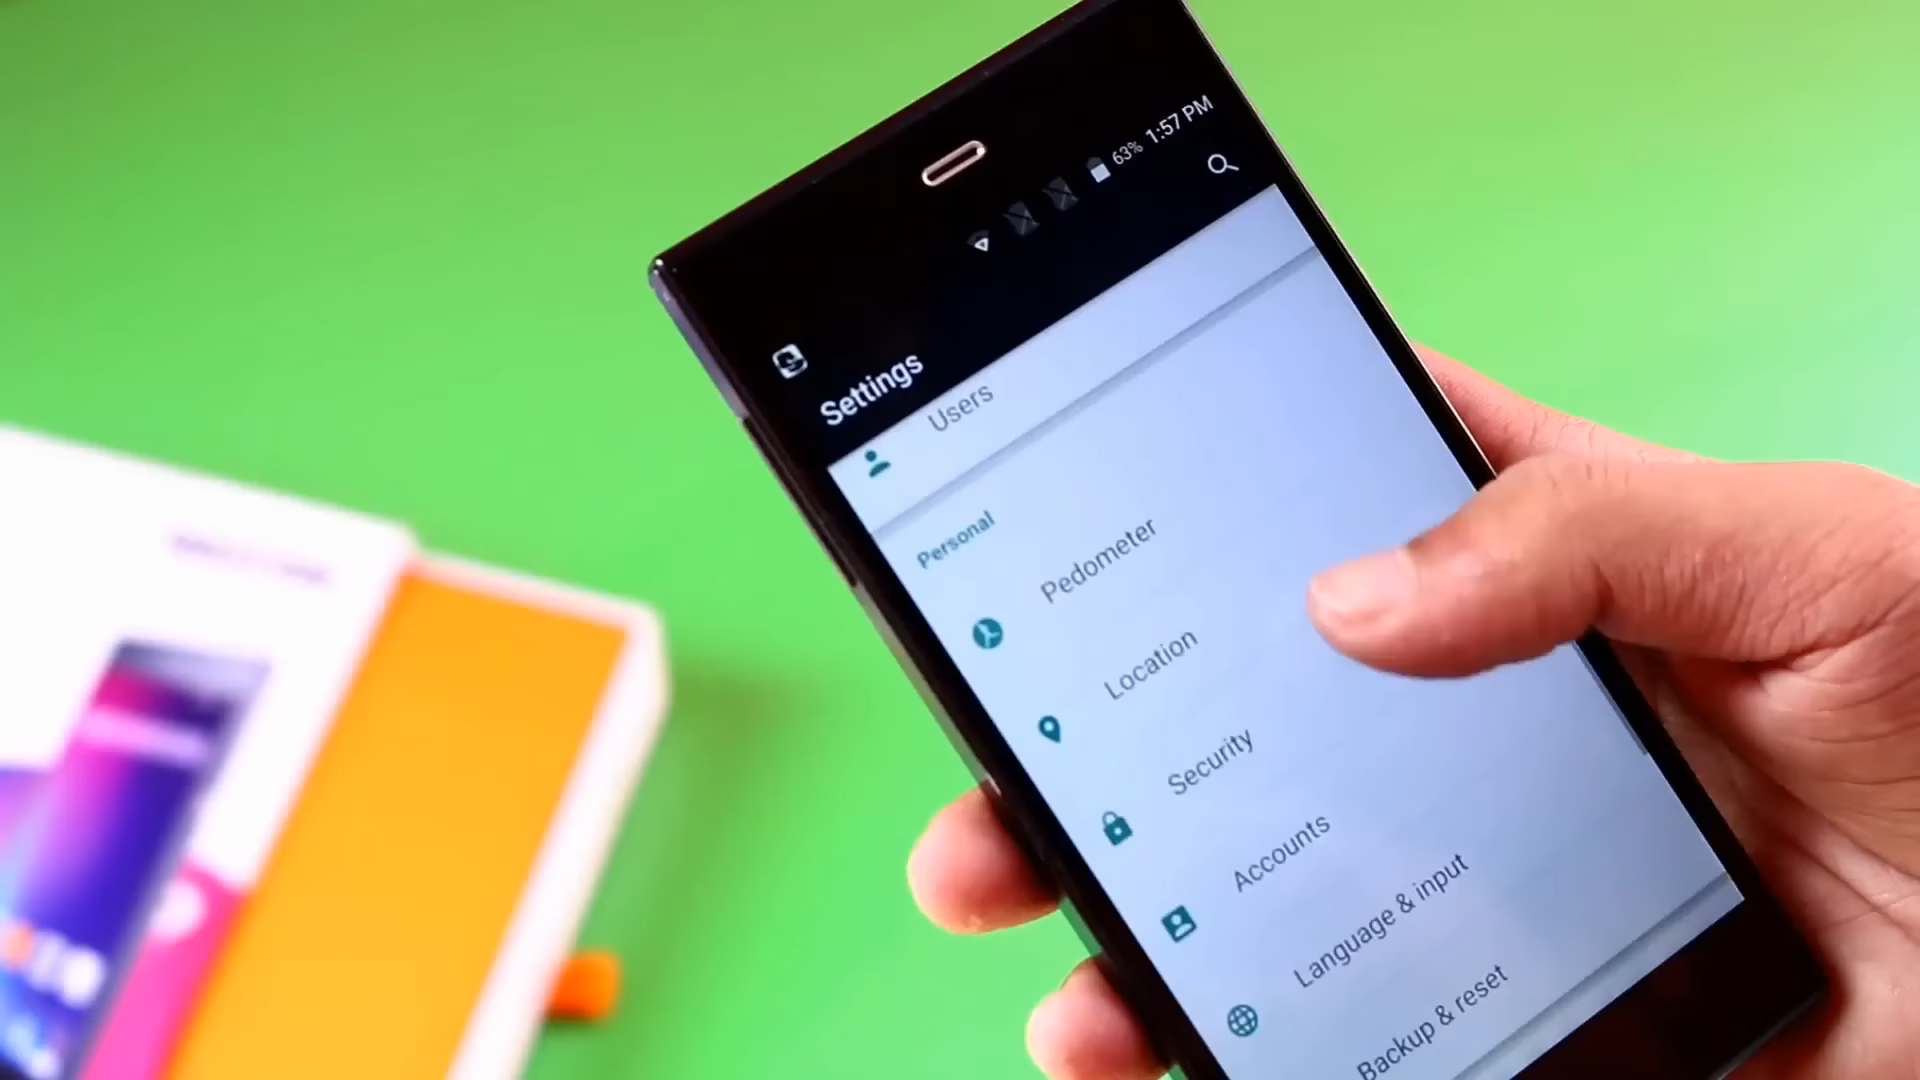 63% 1:57 PM
Settings
Users
Personal
Pedometer
Location
Security
Accounts
Language & input
Backup & reset